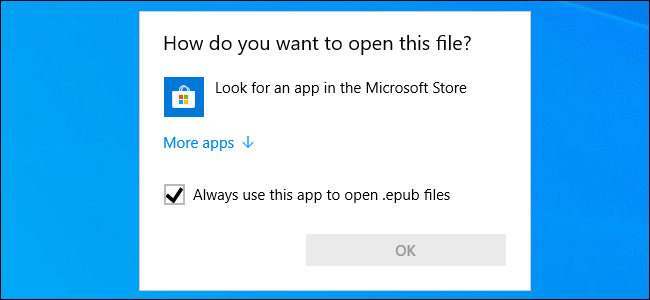 How do you want to open this file?
Look for an app in the Microsoft Store
More apps ↓
Always use this app to open .epub files
OK